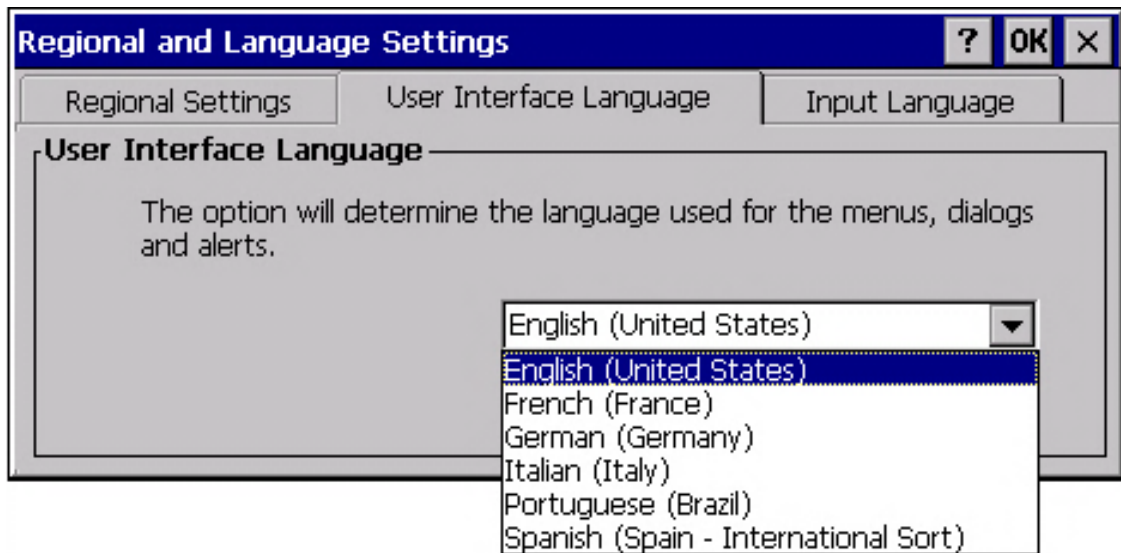 Regional and Language Settings ? OK ×
Regional Settings User Interface Language Input Language
User Interface Language
The option will determine the language used for the menus, dialogs
and alerts.
English (United States)
English (United States)
French (France)
German (Germany)
Italian (Italy)
Portuguese (Brazil)
Spanish (Spain - International Sort)